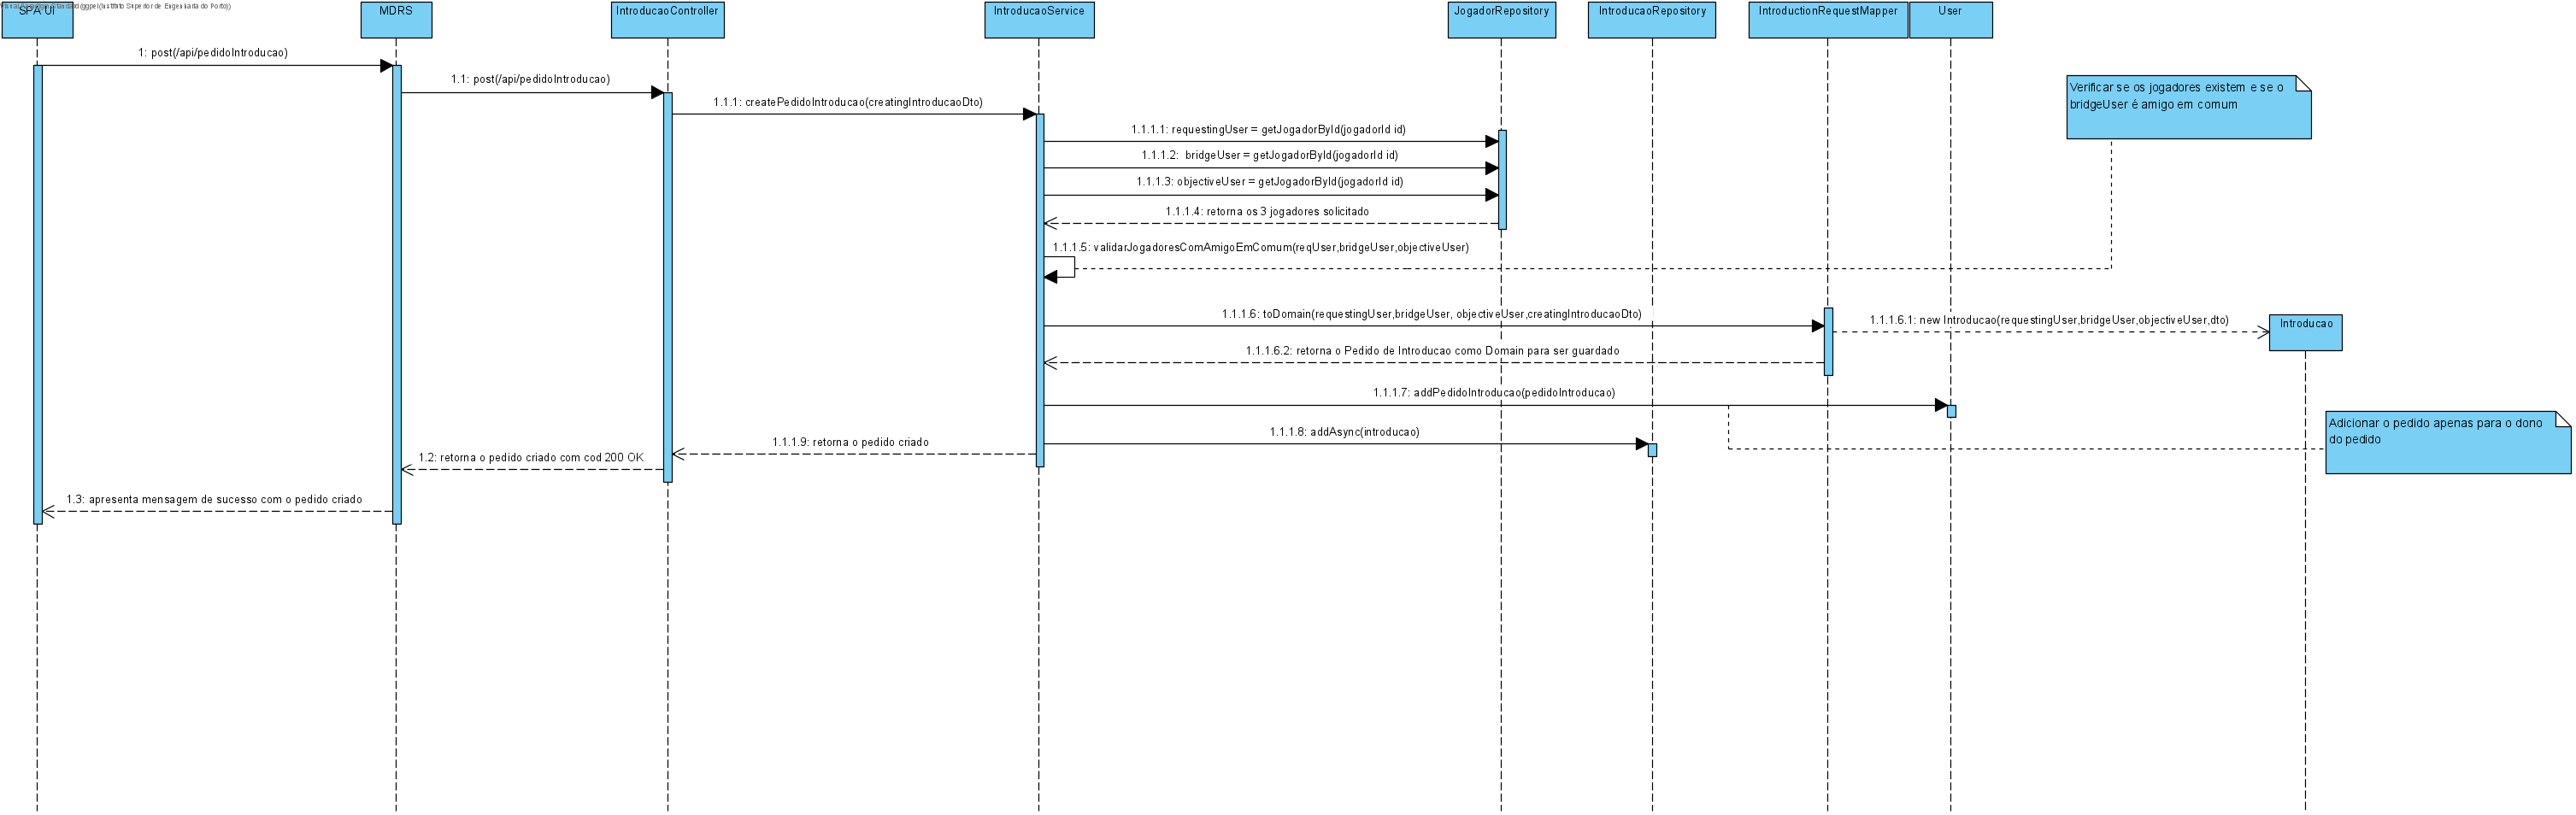 SPA UI
MDRS
IntroducaoController
IntroducaoService
JogadorRepository
IntroducaoRepository
IntroductionRequestMapper
User
1: post(/api/pedidoIntroducao)
1.1: post(/api/pedidoIntroducao)
Verificar se os jogadores existem e se o
bridgeUser é amigo em comum
1.1.1: createPedidoIntroducao(creatingIntroducaoDto)
1.1.1.1: requestingUser = getJogadorById(jogadorId id)
1.1.1.2: bridgeUser = getJogadorById(jogadorId id)
1.1.1.3: objectiveUser = getJogadorById(jogadorId id)
1.1.1.4: retorna os 3 jogadores solicitado
1.1.1.5: validarJogadoresComAmigoEmComum(reqUser,bridgeUser,objectiveUser)
1.1.1.6: toDomain(requestingUser,bridgeUser, objectiveUser,creatingIntroducaoDto)
1.1.1.6.1: new Introducao(requestingUser,bridgeUser,objectiveUser,dto)
Introducao
1.1.1.6.2: retorna o Pedido de Introducao como Domain para ser guardado
1.1.1.7: addPedidoIntroducao(pedidoIntroducao)
Adicionar o pedido apenas para o dono
do pedido
1.1.1.8: addAsync(introducao)
1.1.1.9: retorna o pedido criado
1.2: retorna o pedido criado com cod 200 OK
1.3: apresenta mensagem de sucesso com o pedido criado